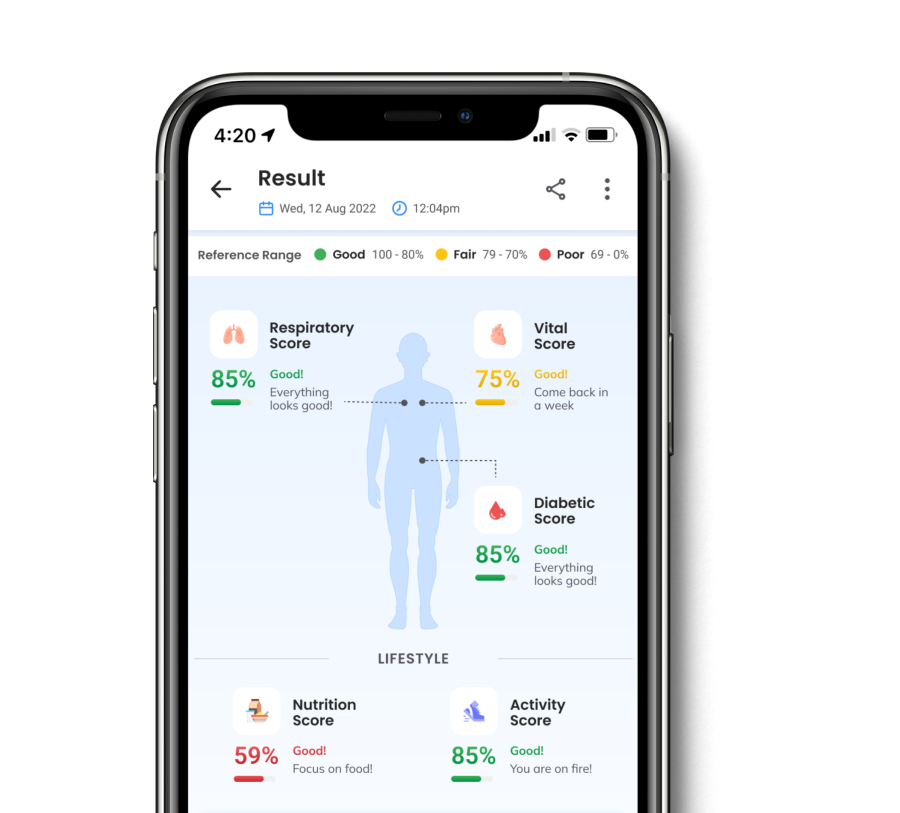 4:20
Result
Wed, 12 Aug 2022 12:04pm
Reference Range Good 100 - 80% Fair 79 - 70% Poor 69 - 0%
Respiratory
Score
85%
Good!
Everything
looks good!
Vital
Score
75%
Good!
Come back in
a week
Diabetic
Score
85%
Good!
Everything
looks good!
LIFESTYLE
Nutrition
Score
59%
Good!
Focus on food!
Activity
Score
85%
Good!
You are on fire!